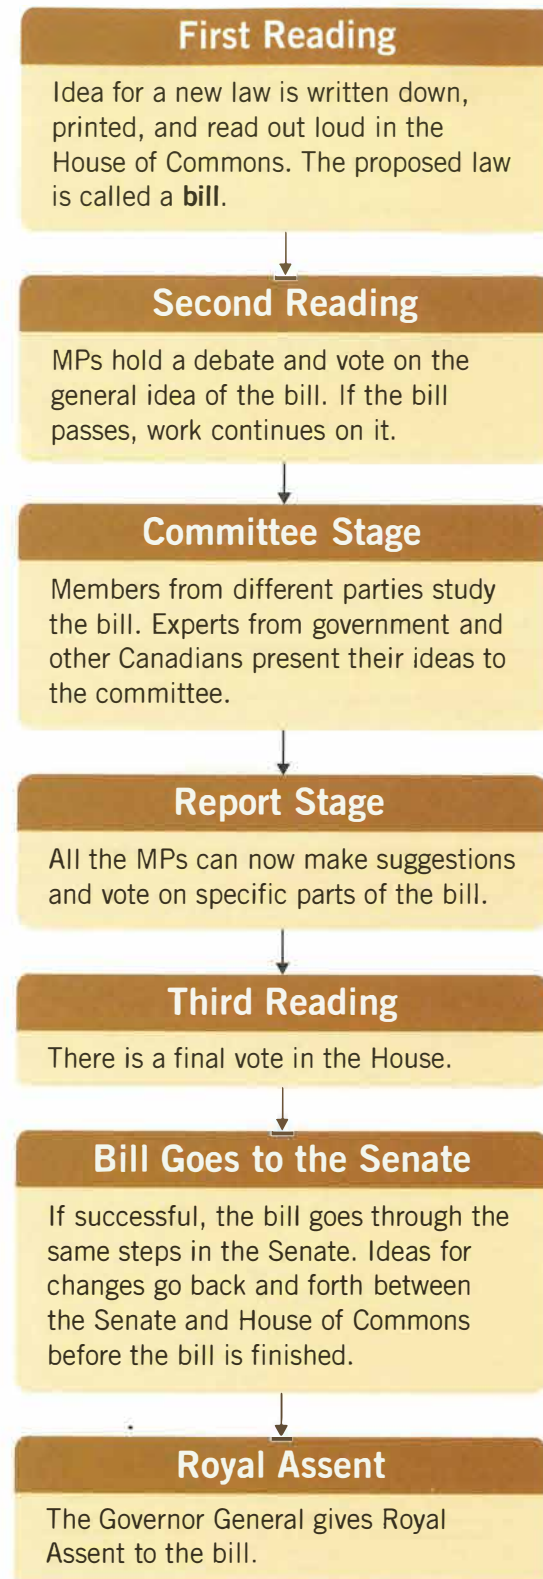 First Reading
Idea for a new law is written down,
printed, and read out loud in the
House of Commons. The proposed law
is called a bill.
Second Reading
MPs hold a debate and vote on the
general idea of the bill. If the bill
passes, work continues on it.
Committee Stage
Members from different parties study
the bill. Experts from government and
other Canadians present their ideas to
the committee.
Report Stage
All the MPs can now make suggestions
and vote on specific parts of the bill.
Third Reading
There is a final vote in the House.
Bill Goes to the Senate
If successful, the bill goes through the
same steps in the Senate. Ideas for
changes go back and forth between
the Senate and House of Commons
before the bill is finished.
Royal Assent
The Governor General gives Royal
Assent to the bill.